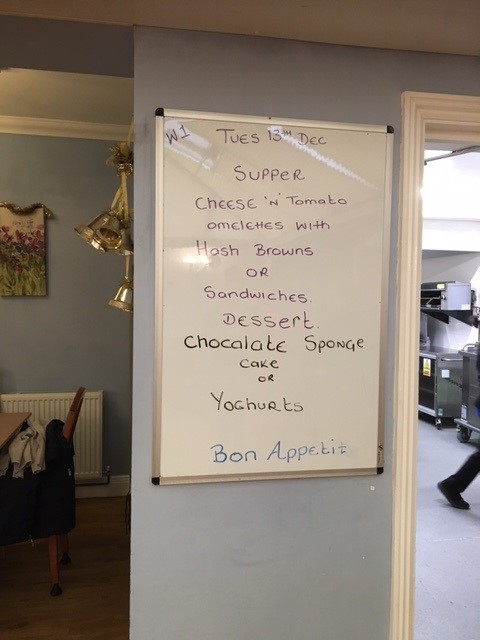 W1
Tues 13TH Dec
Supper
Cheese 'n' Tomato
omelettes with
Hash Browns
or
Sandwiches.
Dessert.
Chocalate Sponge
cake
or
Yoghurts
Bon Appetit